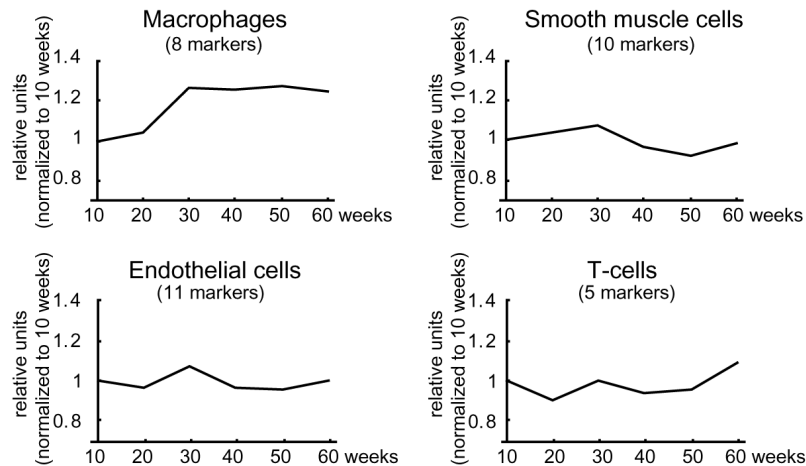 Macrophages
(8 markers)
relative units
(normalized to 10 weeks)
1.4
1.2
1
0.8
10 20 30 40 50 60 weeks
Smooth muscle cells
(10 markers)
relative units
(normalized to 10 weeks)
1.4
1.2
1
0.8
10 20 30 40 50 60 weeks
Endothelial cells
(11 markers)
relative units
(normalized to 10 weeks)
1.4
1.2
1
0.8
10 20 30 40 50 60 weeks
T-cells
(5 markers)
relative units
(normalized to 10 weeks)
1.4
1.2
1
0.8
10 20 30 40 50 60 weeks